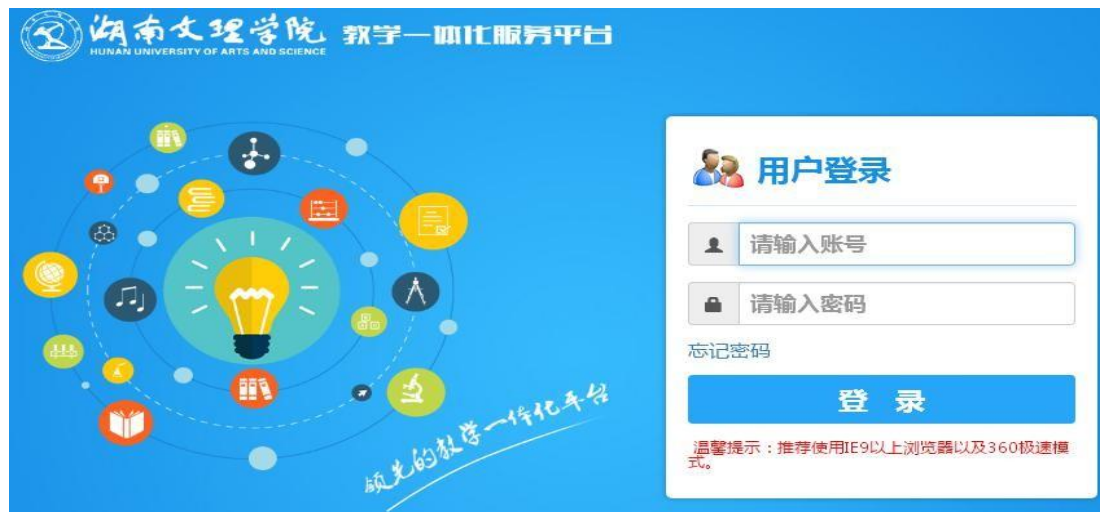 湖南文理学院 教学一体化服务平台
HUNAN UNIVERSITY OF ARTS AND SCIENCE
用户登录
请输入账号
请输入密码
忘记密码
登 录
温馨提示：推荐使用IE9以上浏览器以及360极速模
式。
领先的教学一体化平台